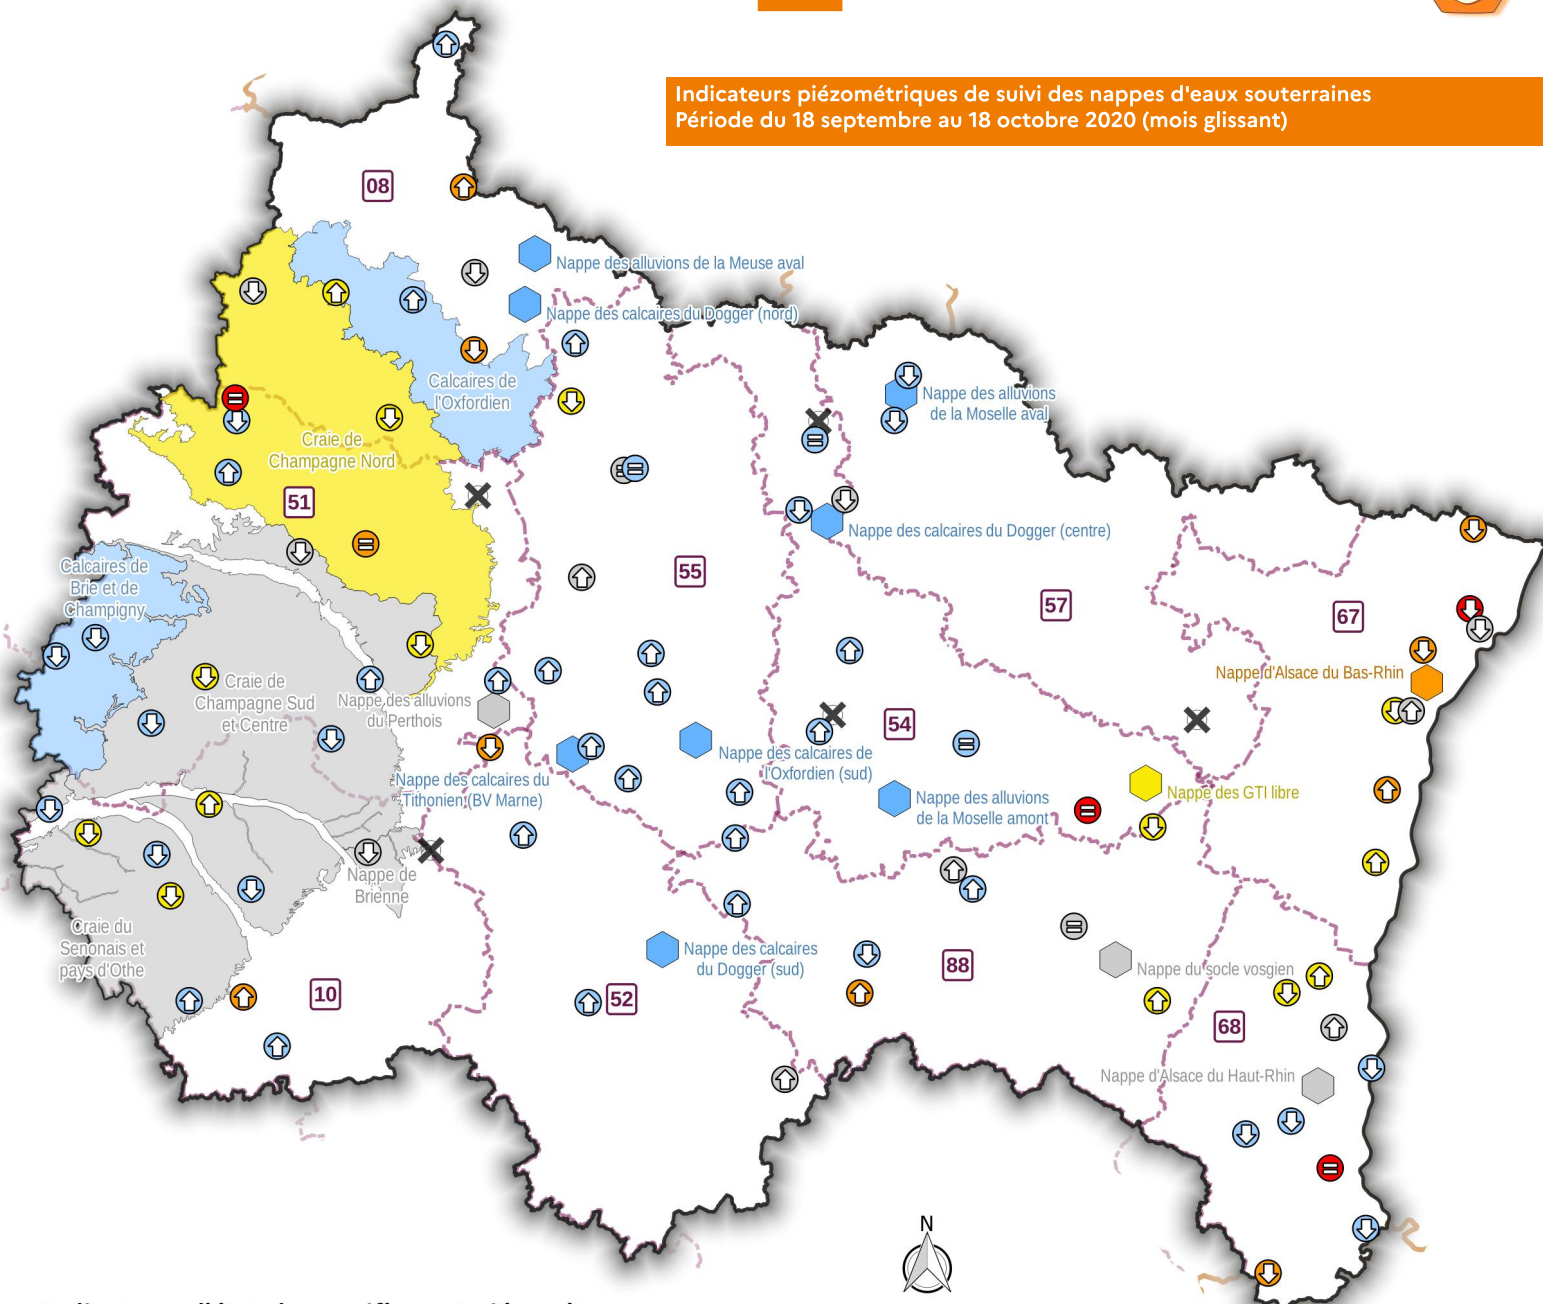 Indicateurs piézométriques de suivi des nappes d'eaux souterraines
Période du 18 septembre au 18 octobre 2020 (mois glissant)
08
Nappe des alluvions de la Meuse aval
Nappe des calcaires du Dogger (nord)
Calcaires de
l'Oxfordien
Nappe des alluvions
de la Moselle aval
Craie de
Champagne Nord
51
Nappe des calcaires du Dogger (centre)
Calcaires de
Brie et de
Champigny
55
57
67
Nappe d'Alsace du Bas-Rhin
Craie de
Champagne Sud
et Centre
Nappe des alluvions
du Perthois
54
Nappe des calcaires de
l'Oxfordien (sud)
Nappe des calcaires du
Tithonien (BV Marne)
Nappe des alluvions
de la Moselle amont
Nappe des GTI libre
Nappe de
Brienne
Craie du
Senonais et
pays d'Othe
Nappe des calcaires
du Dogger (sud)
88
Nappe du socle vosgien
10
52
68
Nappe d'Alsace du Haut-Rhin
N